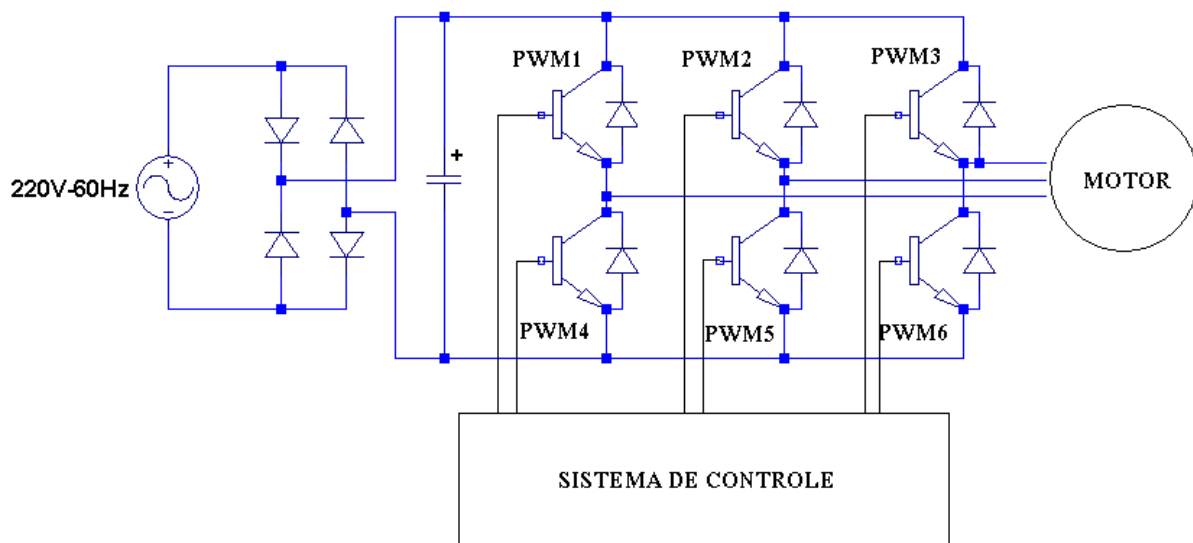 PWM1
PWM2
PWM3
+
+
220V-60Hz
-
MOTOR
PWM4
PWM5
PWM6
SISTEMA DE CONTROLE